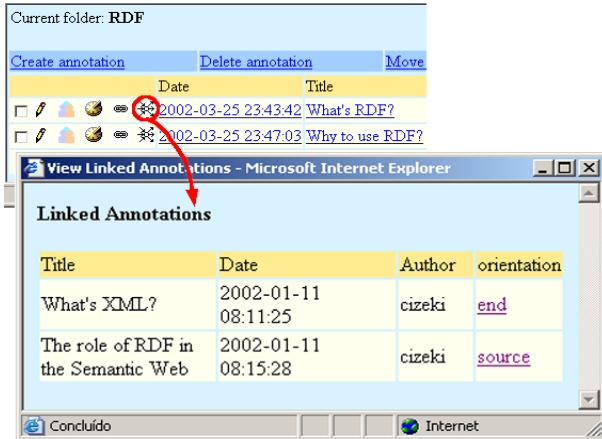 Current folder: RDF
Create annotation Delete annotation Move
Date Title
2002-03-25 23:43:42 What's RDF?
2002-03-25 23:47:03 Why to use RDF?
View Linked Annotations - Microsoft Internet Explorer
Linked Annotations
Title Date Author orientation
What's XML? 2002-01-11 08:11:25 cizeki end
The role of RDF in the Semantic Web 2002-01-11 08:15:28 cizeki source
Concluído Internet